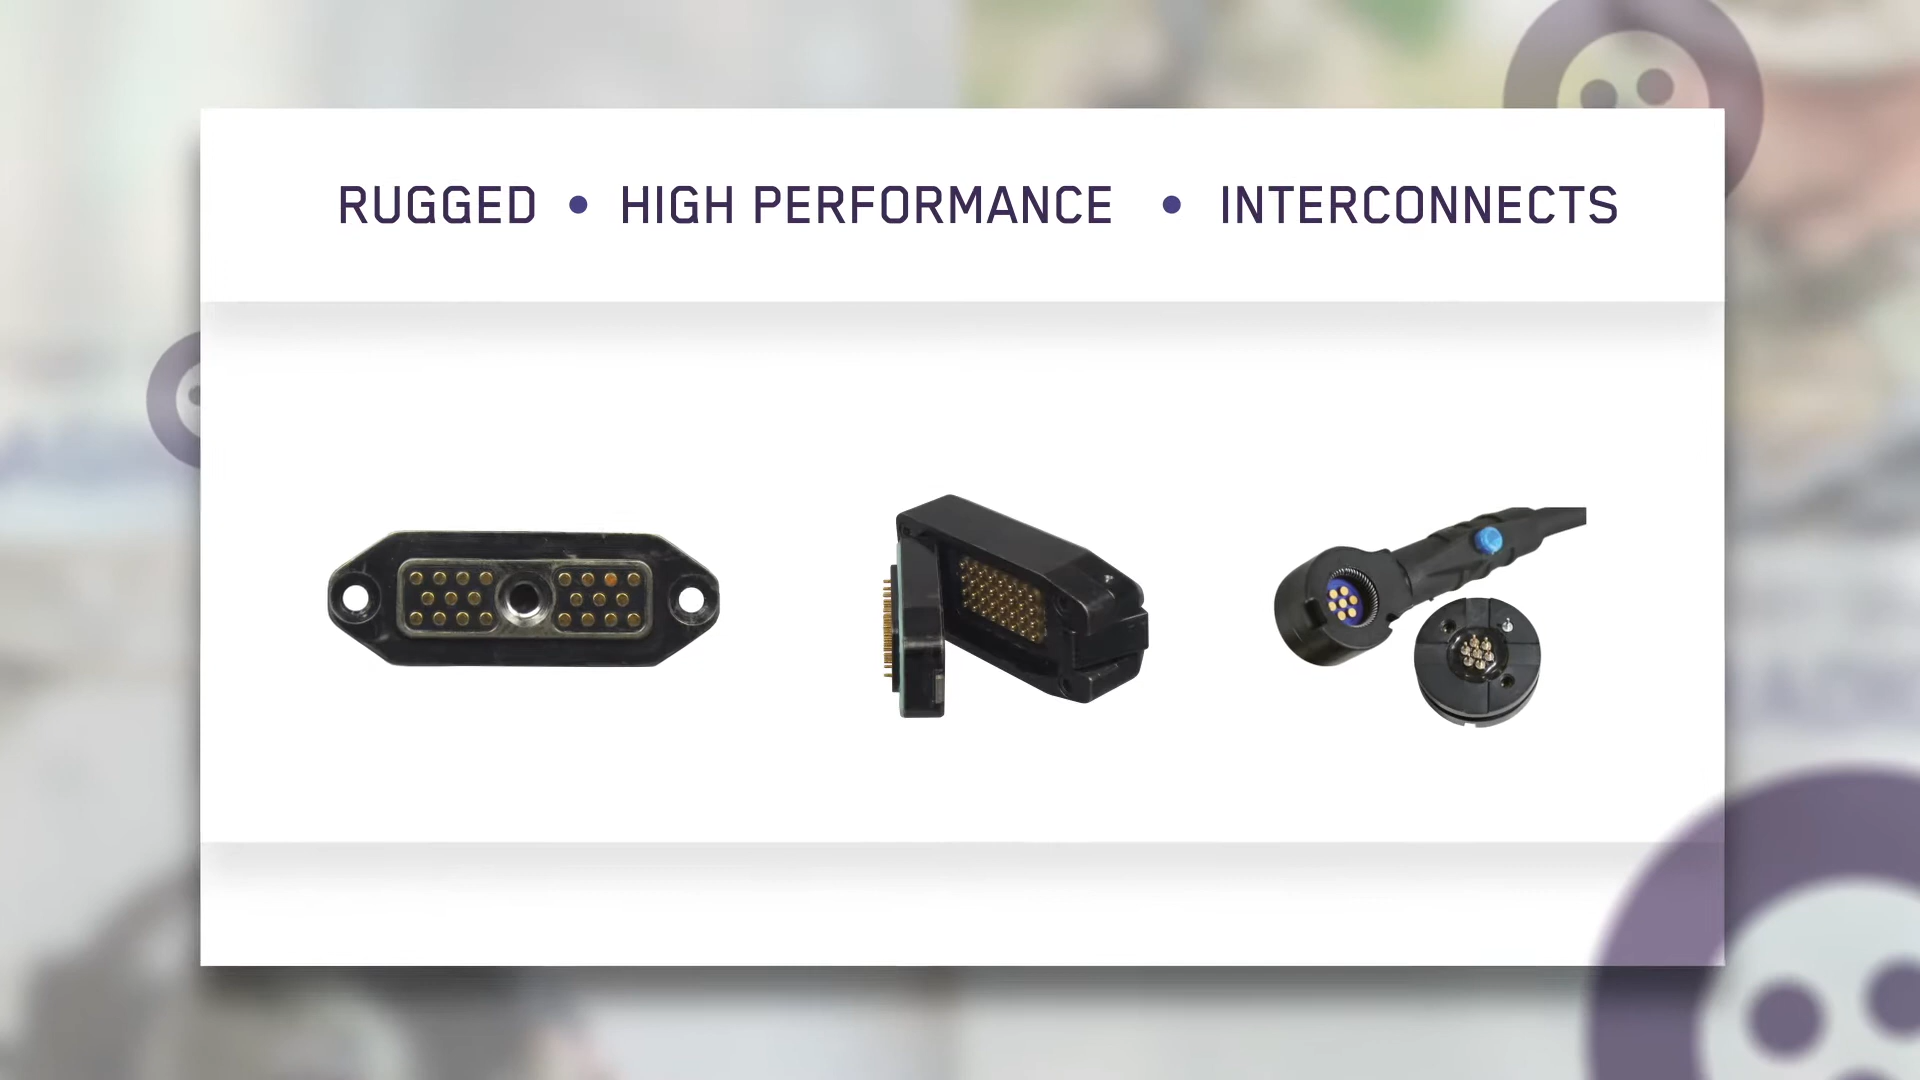 RUGGED • HIGH PERFORMANCE • INTERCONNECTS